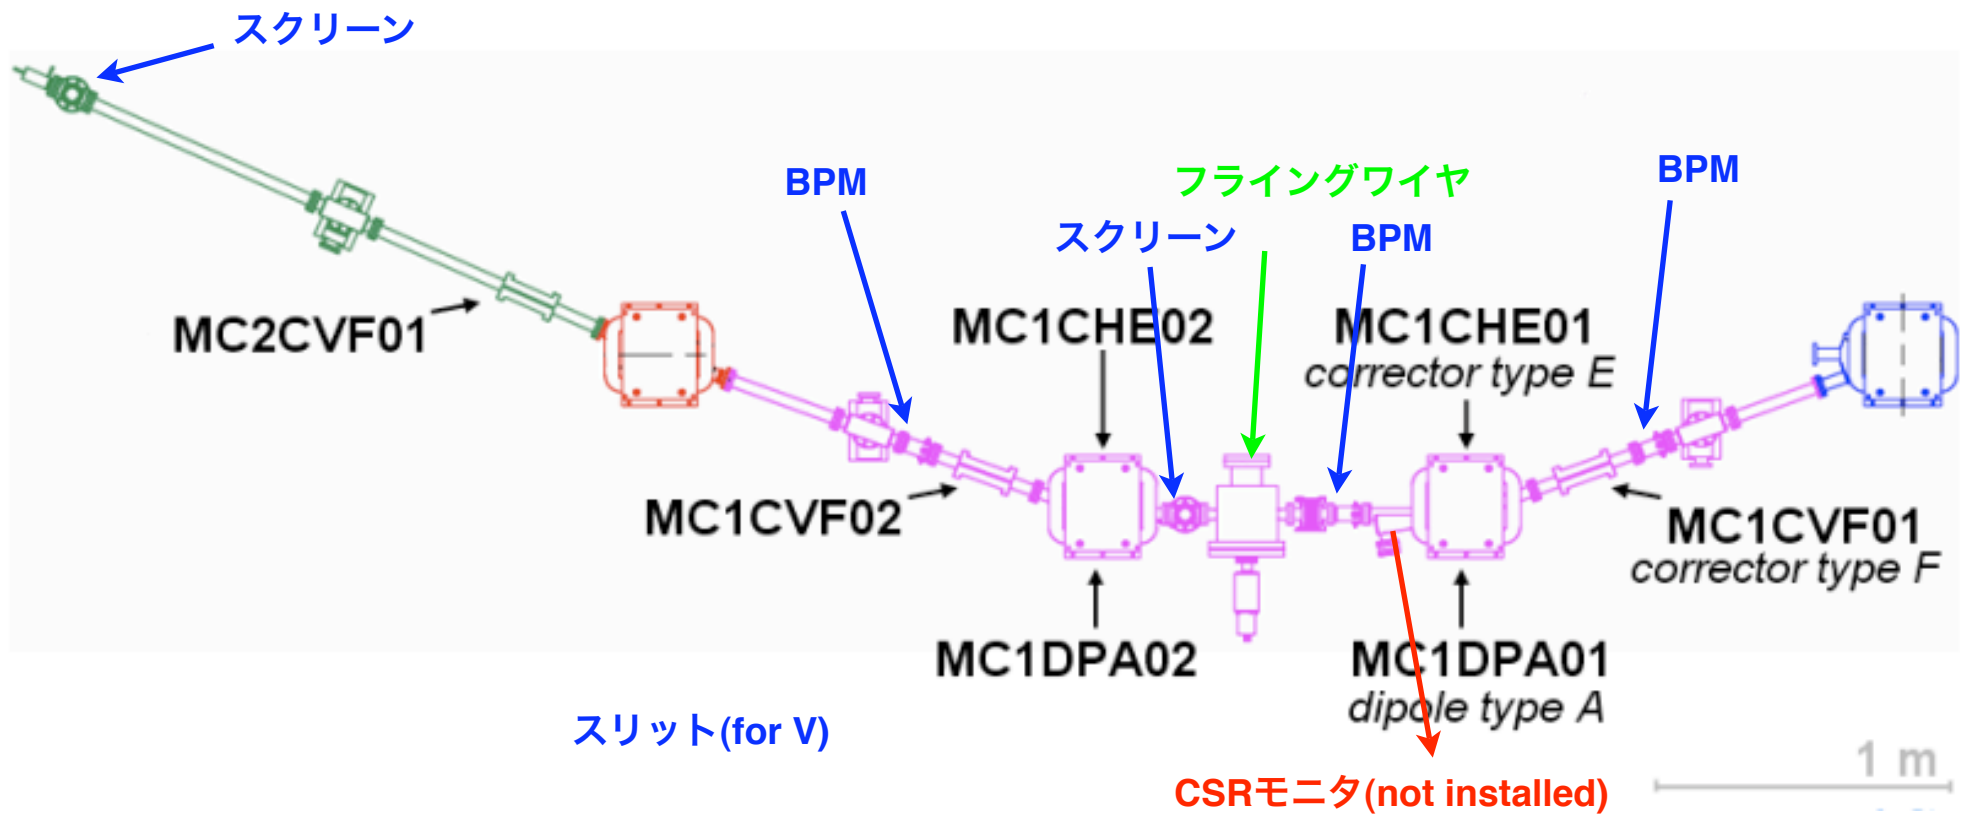 スクリーン
BPM
フライングワイヤ
BPM
スクリーン
BPM
MC2CVF01
MC1CHE02
MC1CHE01
corrector type E
MC1CVF02
MC1CVF01
corrector type F
MC1DPA02
MC1DPA01
dipole type A
スリット(for V)
1 m
CSRモニタ(not installed)